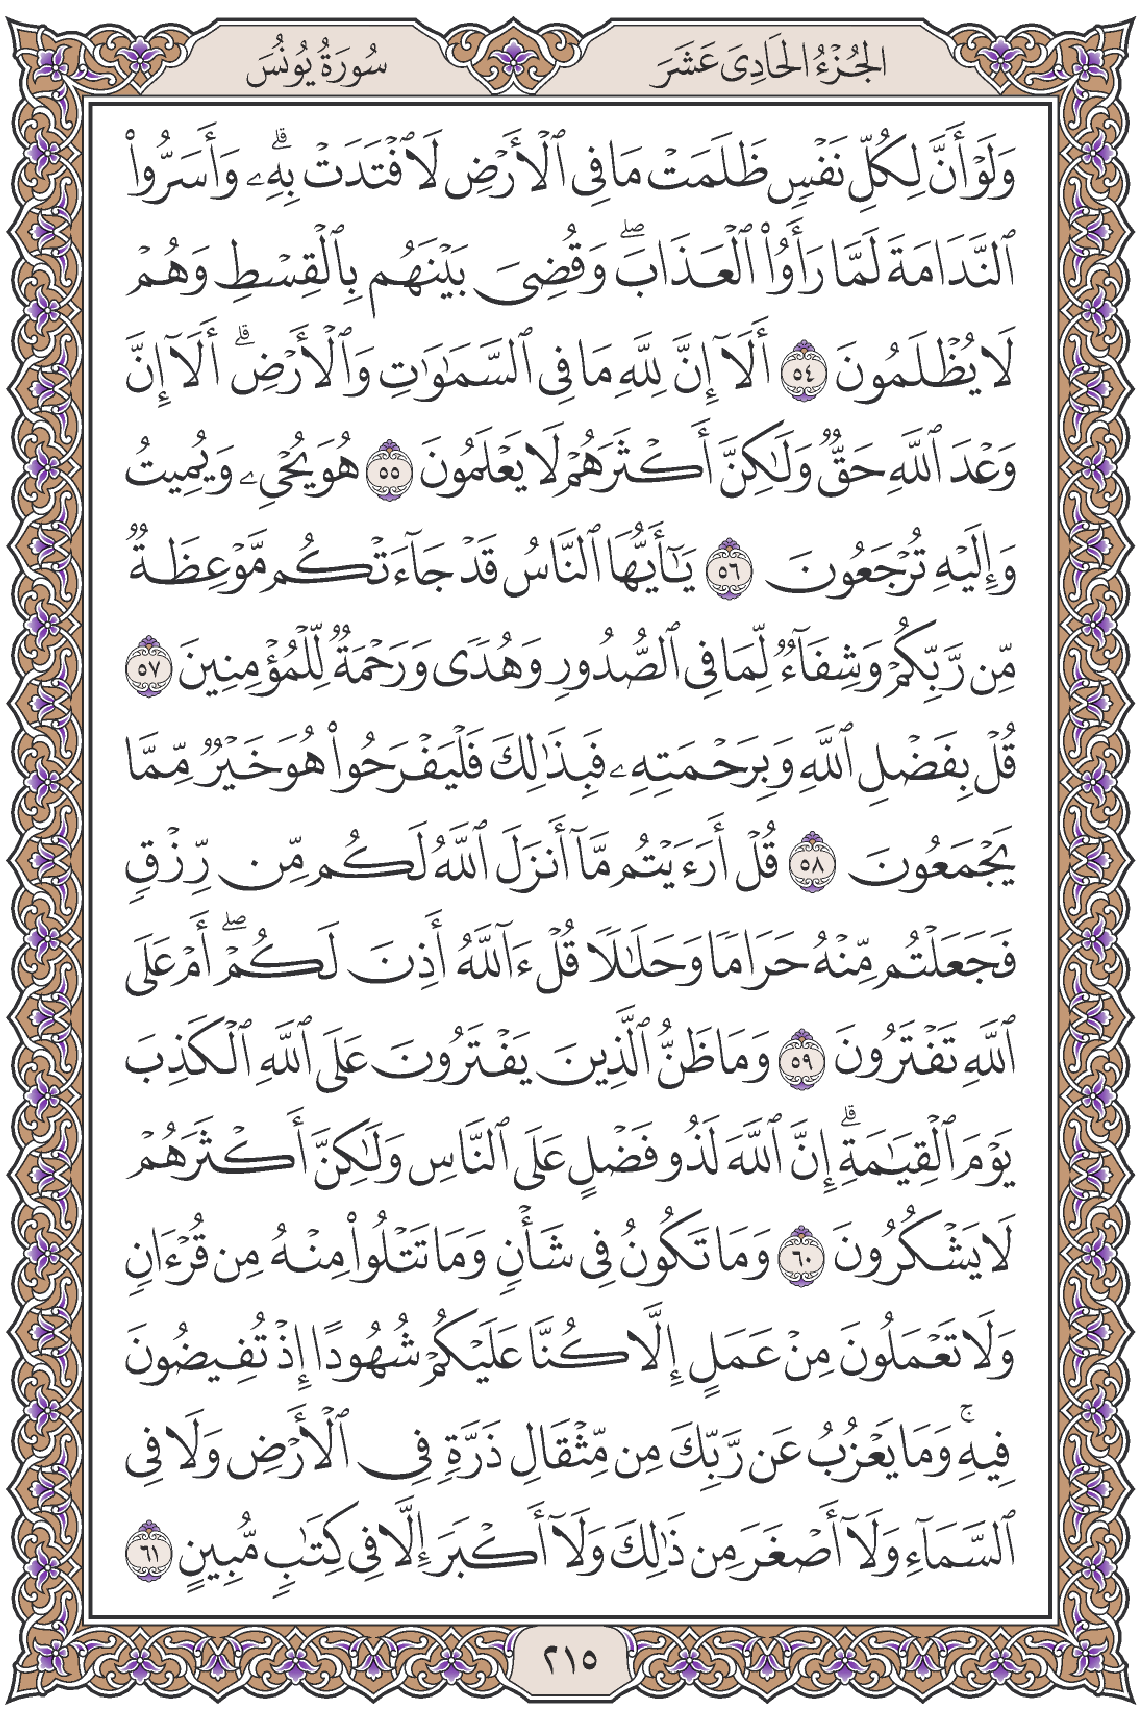 الجُزْءُ الحَادِى عَشَرَ
سُورَةُ يُونُسَ
وَلَوْ أَنَّ لِكُلِّ نَفْسٍ ظَلَمَتْ مَا فِى ٱلْأَرْضِ لَٱفْتَدَتْ بِهِۦۗ وَأَسَرُّوا۟
ٱلنَّدَامَةَ لَمَّا رَأَوُا۟ ٱلْعَذَابَۖ وَقُضِىَ بَيْنَهُم بِٱلْقِسْطِ وَهُمْ
لَا يُظْلَمُونَ ٥٤ أَلَآ إِنَّ لِلَّهِ مَا فِى ٱلسَّمَـٰوَٰتِ وَٱلْأَرْضِۗ أَلَآ إِنَّ
وَعْدَ ٱللَّهِ حَقٌّ وَلَـٰكِنَّ أَكْثَرَهُمْ لَا يَعْلَمُونَ ٥٥ هُوَ يُحْىِۦ وَيُمِيتُ
وَإِلَيْهِ تُرْجَعُونَ ٥٦ يَـٰٓأَيُّهَا ٱلنَّاسُ قَدْ جَآءَتْكُم مَّوْعِظَةٌ
مِّن رَّبِّكُمْ وَشِفَآءٌ لِّمَا فِى ٱلصُّدُورِ وَهُدًى وَرَحْمَةٌ لِّلْمُؤْمِنِينَ ٥٧
قُلْ بِفَضْلِ ٱللَّهِ وَبِرَحْمَتِهِۦ فَبِذَٰلِكَ فَلْيَفْرَحُوا۟ هُوَ خَيْرٌ مِّمَّا
يَجْمَعُونَ ٥٨ قُلْ أَرَءَيْتُم مَّآ أَنزَلَ ٱللَّهُ لَكُم مِّن رِّزْقٍ
فَجَعَلْتُم مِّنْهُ حَرَامًا وَحَلَـٰلًا قُلْ ءَآللَّهُ أَذِنَ لَكُمْۖ أَمْ عَلَى
ٱللَّهِ تَفْتَرُونَ ٥٩ وَمَا ظَنُّ ٱلَّذِينَ يَفْتَرُونَ عَلَى ٱللَّهِ ٱلْكَذِبَ
يَوْمَ ٱلْقِيَـٰمَةِۗ إِنَّ ٱللَّهَ لَذُو فَضْلٍ عَلَى ٱلنَّاسِ وَلَـٰكِنَّ أَكْثَرَهُمْ
لَا يَشْكُرُونَ ٦٠ وَمَا تَكُونُ فِى شَأْنٍ وَمَا تَتْلُوا۟ مِنْهُ مِن قُرْءَانٍ
وَلَا تَعْمَلُونَ مِنْ عَمَلٍ إِلَّا كُنَّا عَلَيْكُمْ شُهُودًا إِذْ تُفِيضُونَ
فِيهِۚ وَمَا يَعْزُبُ عَن رَّبِّكَ مِن مِّثْقَالِ ذَرَّةٍ فِى ٱلْأَرْضِ وَلَا فِى
ٱلسَّمَآءِ وَلَآ أَصْغَرَ مِن ذَٰلِكَ وَلَآ أَكْبَرَ إِلَّا فِى كِتَـٰبٍ مُّبِينٍ ٦١
٢١٥